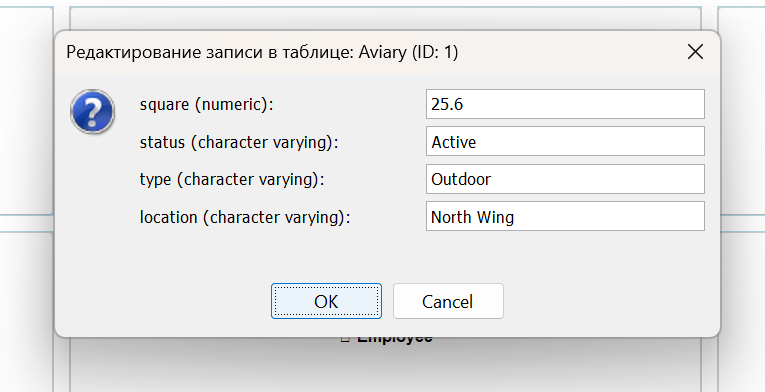 Редактирование записи в таблице: Aviary (ID: 1)
square (numeric): 25.6
status (character varying): Active
type (character varying): Outdoor
location (character varying): North Wing
OK Cancel
Employee